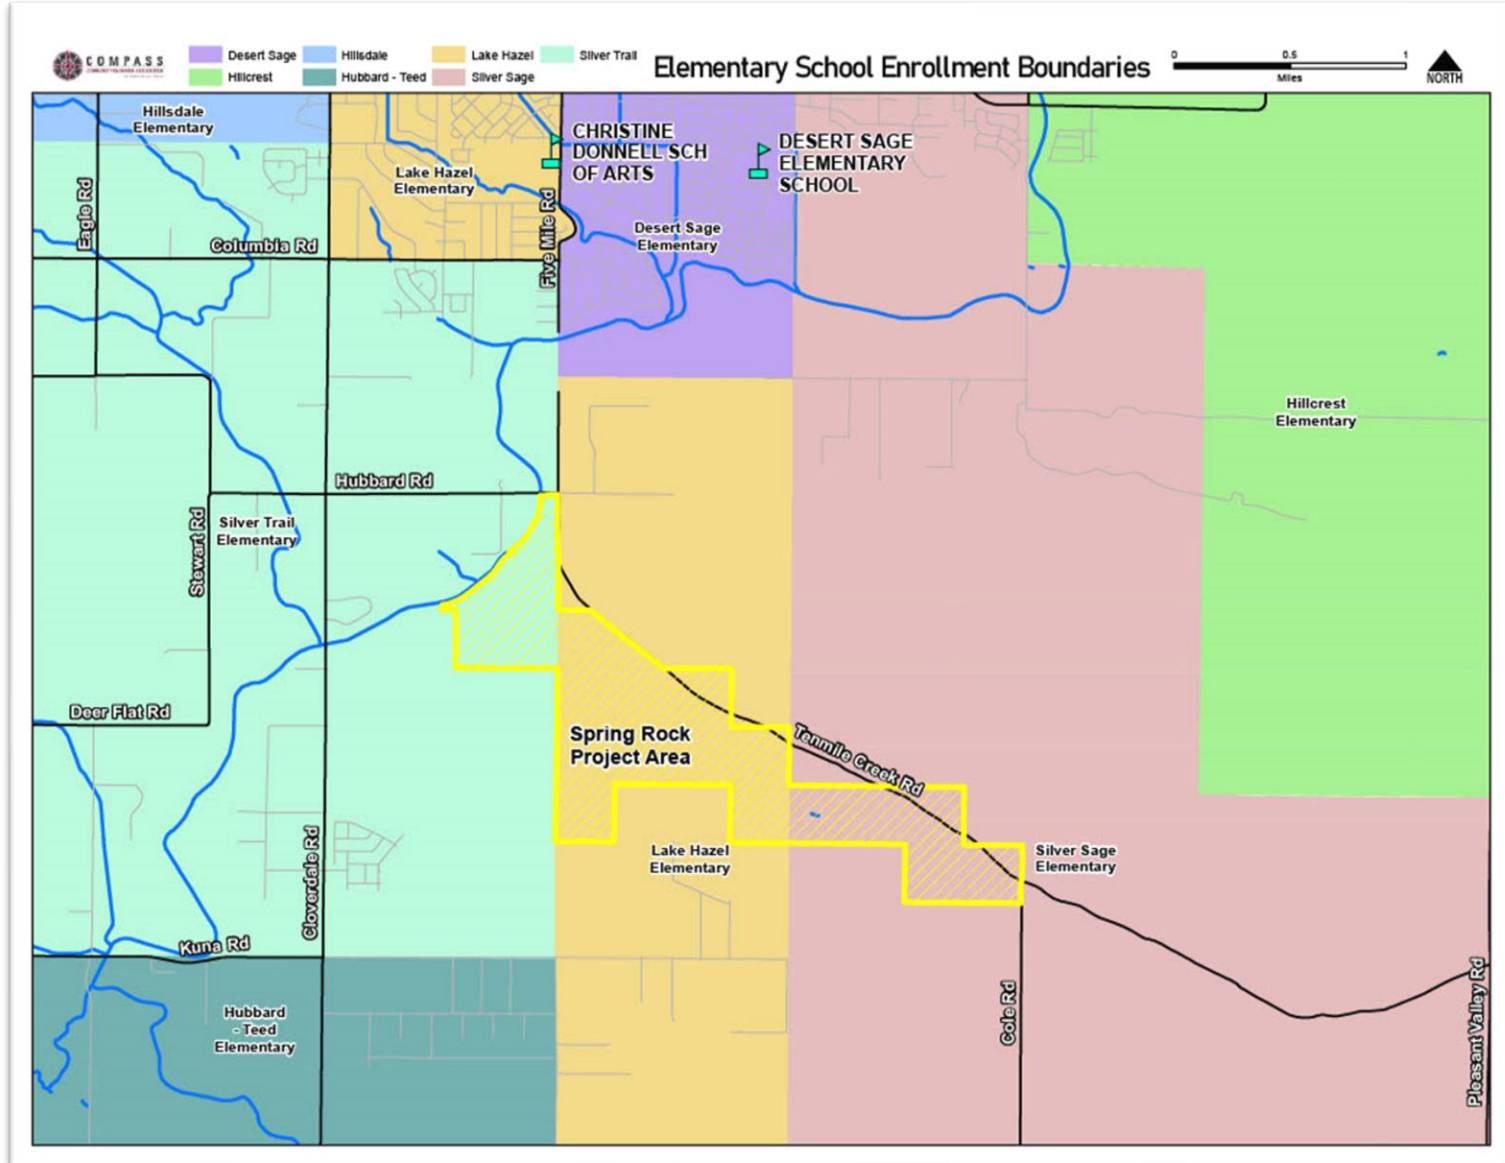 COMPASS
Desert Sage
Hillsdale
Lake Hazel
Silver Trail
Hillcrest
Hubbard - Teed
Silver Sage
Elementary School Enrollment Boundaries
0 0.5 1
Miles
NORTH
Hillsdale
Elementary
CHRISTINE
DONNELL SCH
OF ARTS
DESERT SAGE
ELEMENTARY
SCHOOL
Lake Hazel
Elementary
Eagle Rd
Five Mile Rd
Desert Sage
Elementary
Columbia Rd
Hillcrest
Elementary
Hubbard Rd
Silver Trail
Elementary
Stewart Rd
Deer Flat Rd
Spring Rock
Project Area
Tenmile Creek Rd
Lake Hazel
Elementary
Silver Sage
Elementary
Cloverdale Rd
Kuna Rd
Hubbard
- Teed
Elementary
Cole Rd
Pleasant Valley Rd